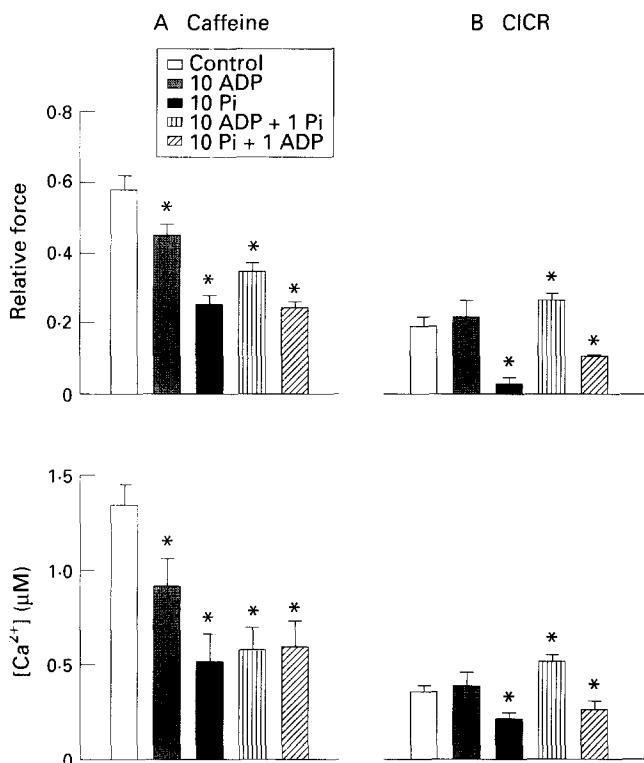 A Caffeine
B CICR
Control
10 ADP
10 Pi
10 ADP + 1 Pi
10 Pi + 1 ADP
Relative force
0·8
0·6
0·4
0·2
0
* * * *
* * *
[Ca²⁺] (μM)
1·5
1·0
0·5
0
* * * *
* * *